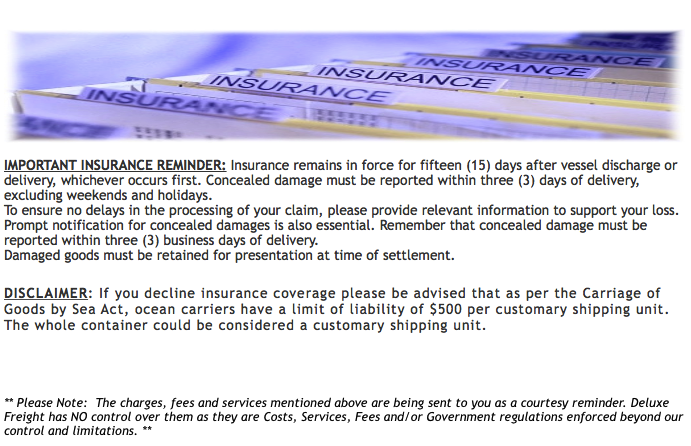 INSURANCE
INSURANCE
INSURANCE
INSURANCE
INSURANCE
IMPORTANT INSURANCE REMINDER: Insurance remains in force for fifteen (15) days after vessel discharge or
delivery, whichever occurs first. Concealed damage must be reported within three (3) days of delivery,
excluding weekends and holidays.
To ensure no delays in the processing of your claim, please provide relevant information to support your loss.
Prompt notification for concealed damages is also essential. Remember that concealed damage must be
reported within three (3) business days of delivery.
Damaged goods must be retained for presentation at time of settlement.
DISCLAIMER: If you decline insurance coverage please be advised that as per the Carriage of
Goods by Sea Act, ocean carriers have a limit of liability of $500 per customary shipping unit.
The whole container could be considered a customary shipping unit.
** Please Note: The charges, fees and services mentioned above are being sent to you as a courtesy reminder. Deluxe
Freight has NO control over them as they are Costs, Services, Fees and/or Government regulations enforced beyond our
control and limitations. **